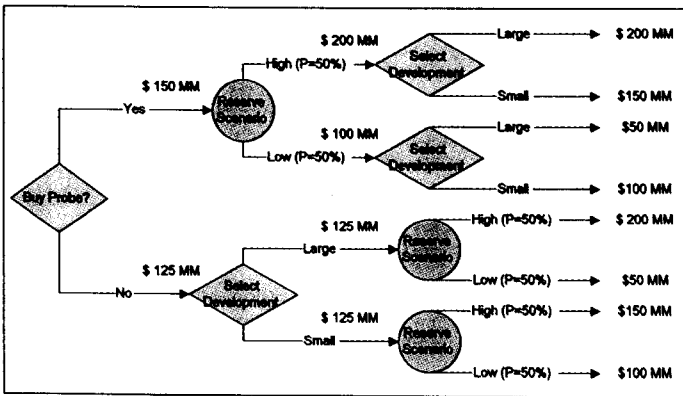 $ 200 MM
Large
$ 200 MM
High (P=50%)
Select
Development
$ 150 MM
Small
$150 MM
Yes
Reserve
Scenario
$ 100 MM
Large
$50 MM
Low (P=50%)
Select
Development
Small
$100 MM
Buy Probe?
$ 125 MM
High (P=50%)
$ 200 MM
Large
Reserve
Scenario
$ 125 MM
Low (P=50%)
$50 MM
No
Select
Development
$ 125 MM
High (P=50%)
$150 MM
Small
Reserve
Scenario
Low (P=50%)
$100 MM